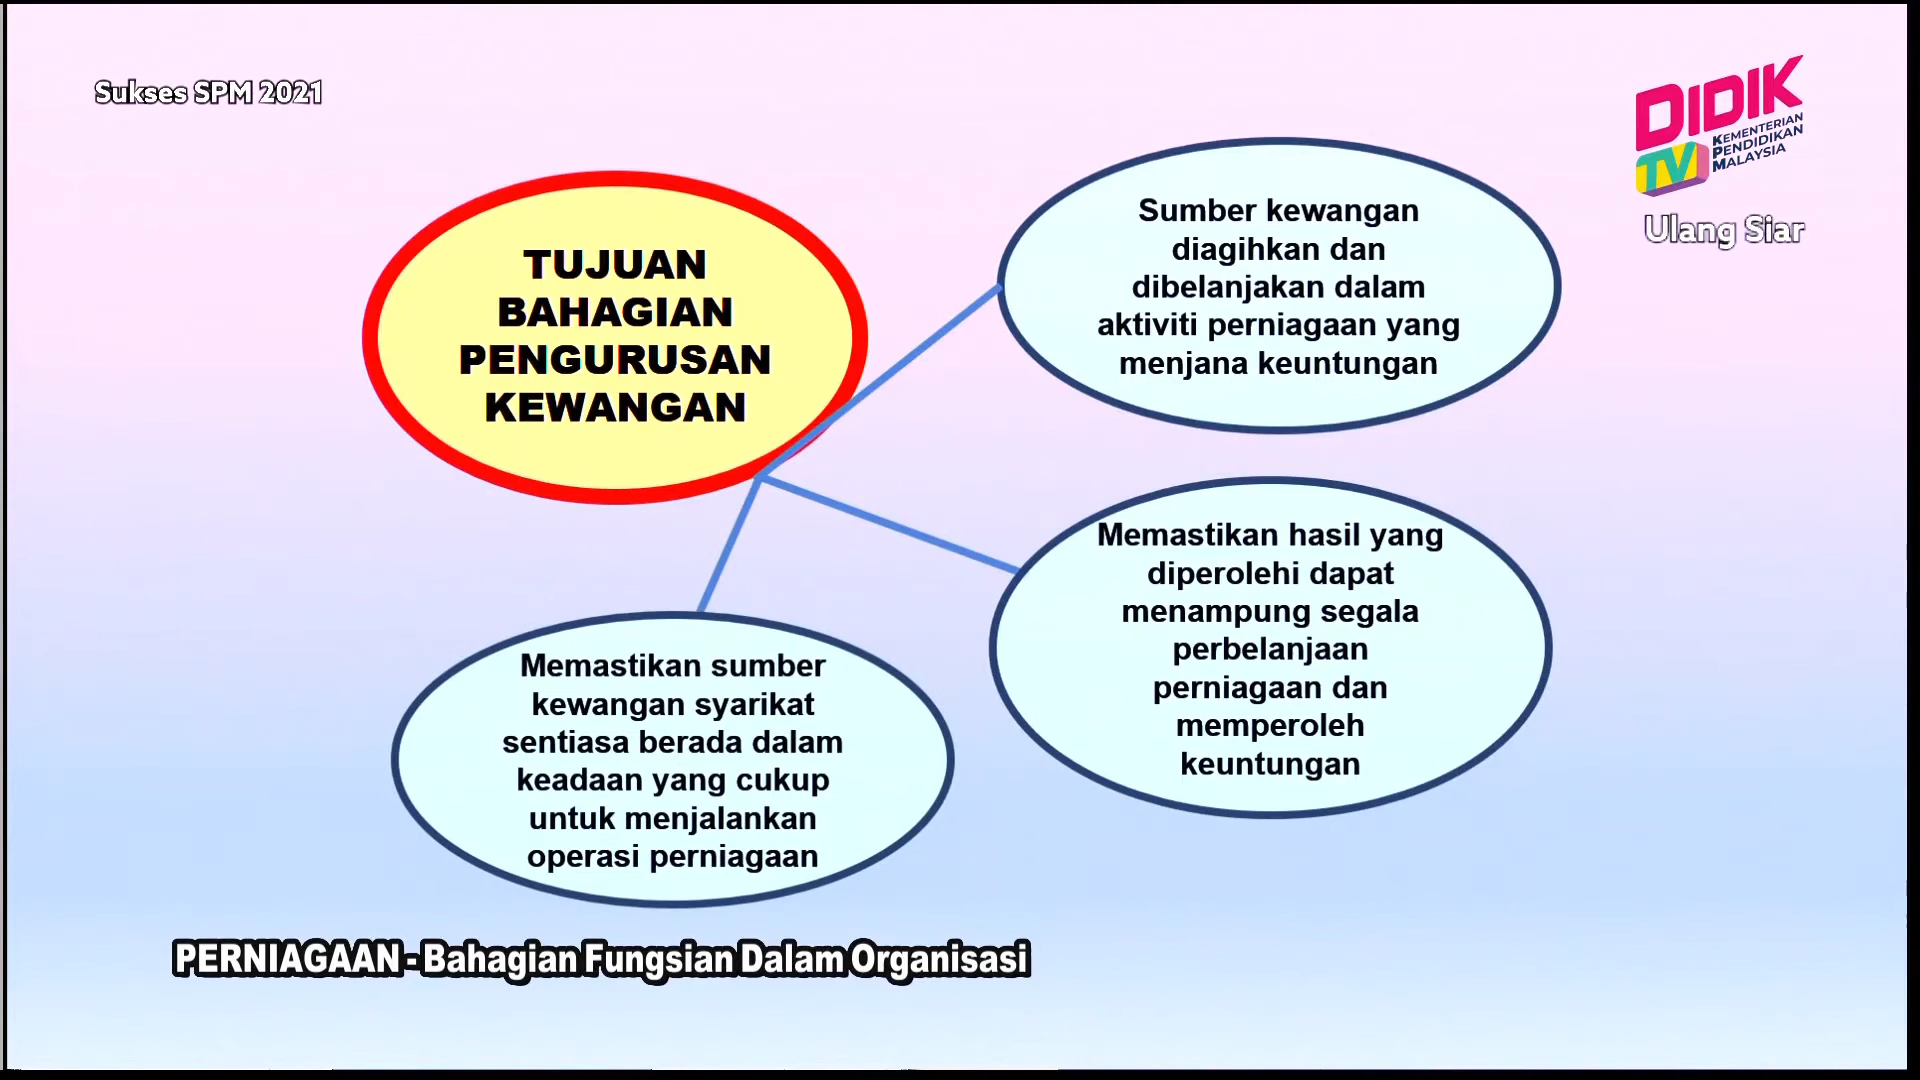 Sukses SPM 2021
DIDIK
TV
KEMENTERIAN
PENDIDIKAN
MALAYSIA
Ulang Siar
TUJUAN
BAHAGIAN
PENGURUSAN
KEWANGAN
Sumber kewangan
diagihkan dan
dibelanjakan dalam
aktiviti perniagaan yang
menjana keuntungan
Memastikan hasil yang
diperolehi dapat
menampung segala
perbelanjaan
perniagaan dan
memperoleh
keuntungan
Memastikan sumber
kewangan syarikat
sentiasa berada dalam
keadaan yang cukup
untuk menjalankan
operasi perniagaan
PERNIAGAAN - Bahagian Fungsian Dalam Organisasi